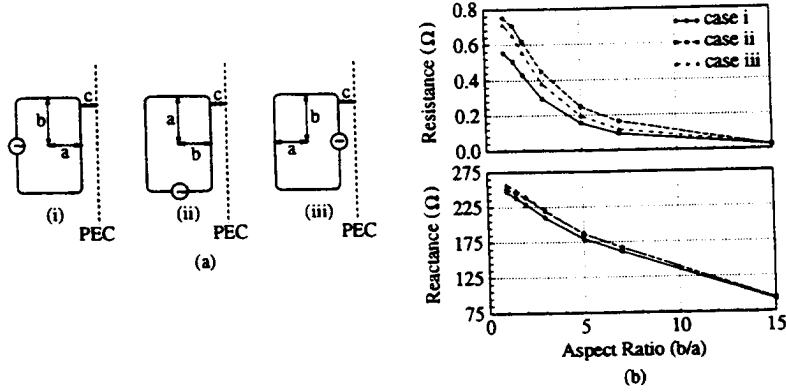 c
b
a
(i)
PEC
c
a
b
(ii)
PEC
c
b
a
(iii)
PEC
(a)
Resistance (Ω)
0.8
0.6
0.4
0.2
0.0
case i
case ii
case iii
Reactance (Ω)
275
225
175
125
75
0
5
10
15
Aspect Ratio (b/a)
(b)